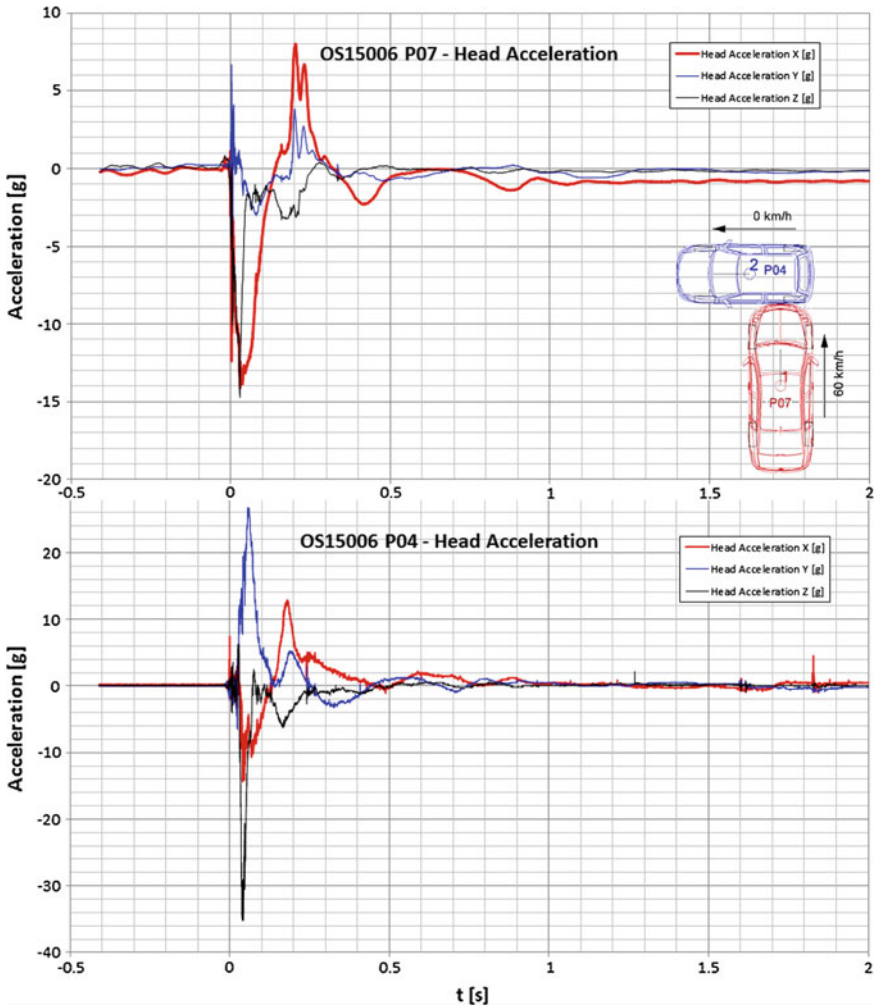 OS15006 P07 - Head Acceleration
Head Acceleration X [g]
Head Acceleration Y [g]
Head Acceleration Z [g]
Acceleration [g]
10
5
0
-5
-10
-15
-20
-0.5 0 0.5 1 1.5 2
0 km/h
2 P04
60 km/h
1
P07
OS15006 P04 - Head Acceleration
Head Acceleration X [g]
Head Acceleration Y [g]
Head Acceleration Z [g]
Acceleration [g]
20
10
0
-10
-20
-30
-40
-0.5 0 0.5 1 1.5 2
t [s]